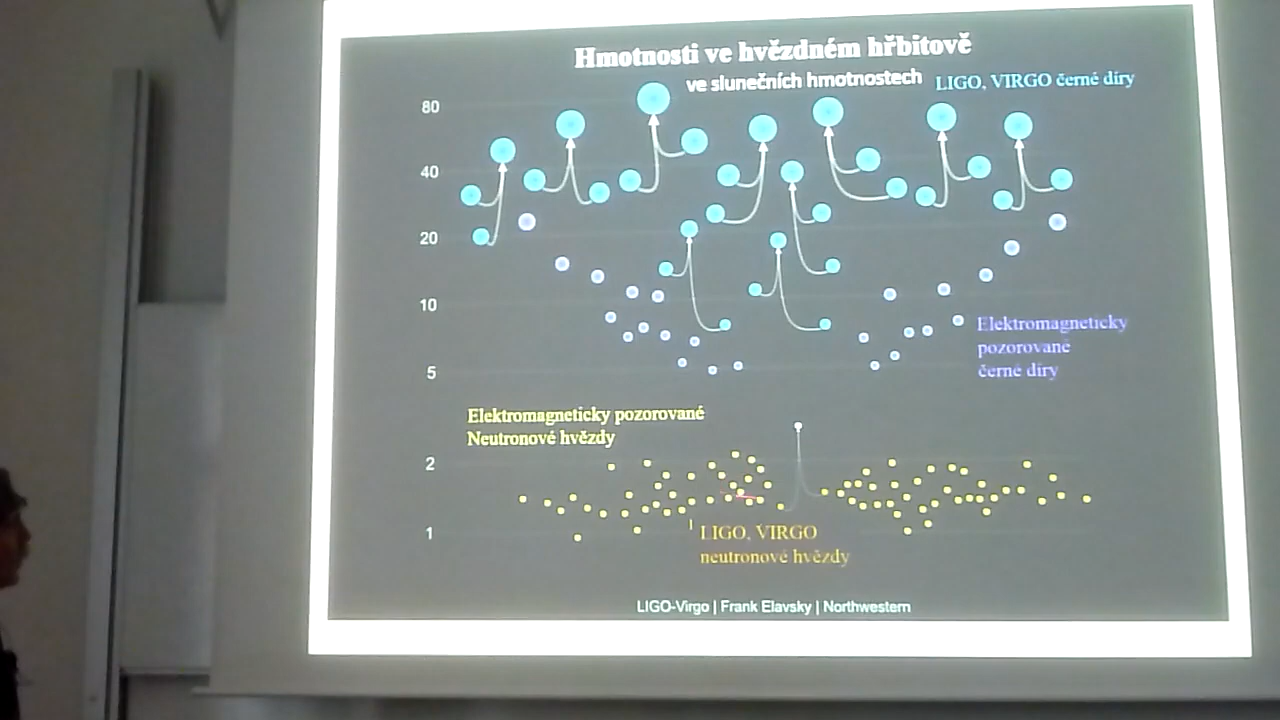 Hmotnosti ve hvězdném hřbitově
ve slunečních hmotnostech
LIGO, VIRGO černé díry
80
40
20
10
5
2
1
Elektromagneticky
pozorované
černé díry
Elektromagneticky pozorované
Neutronové hvězdy
LIGO, VIRGO
neutronové hvězdy
LIGO-Virgo | Frank Elavsky | Northwestern